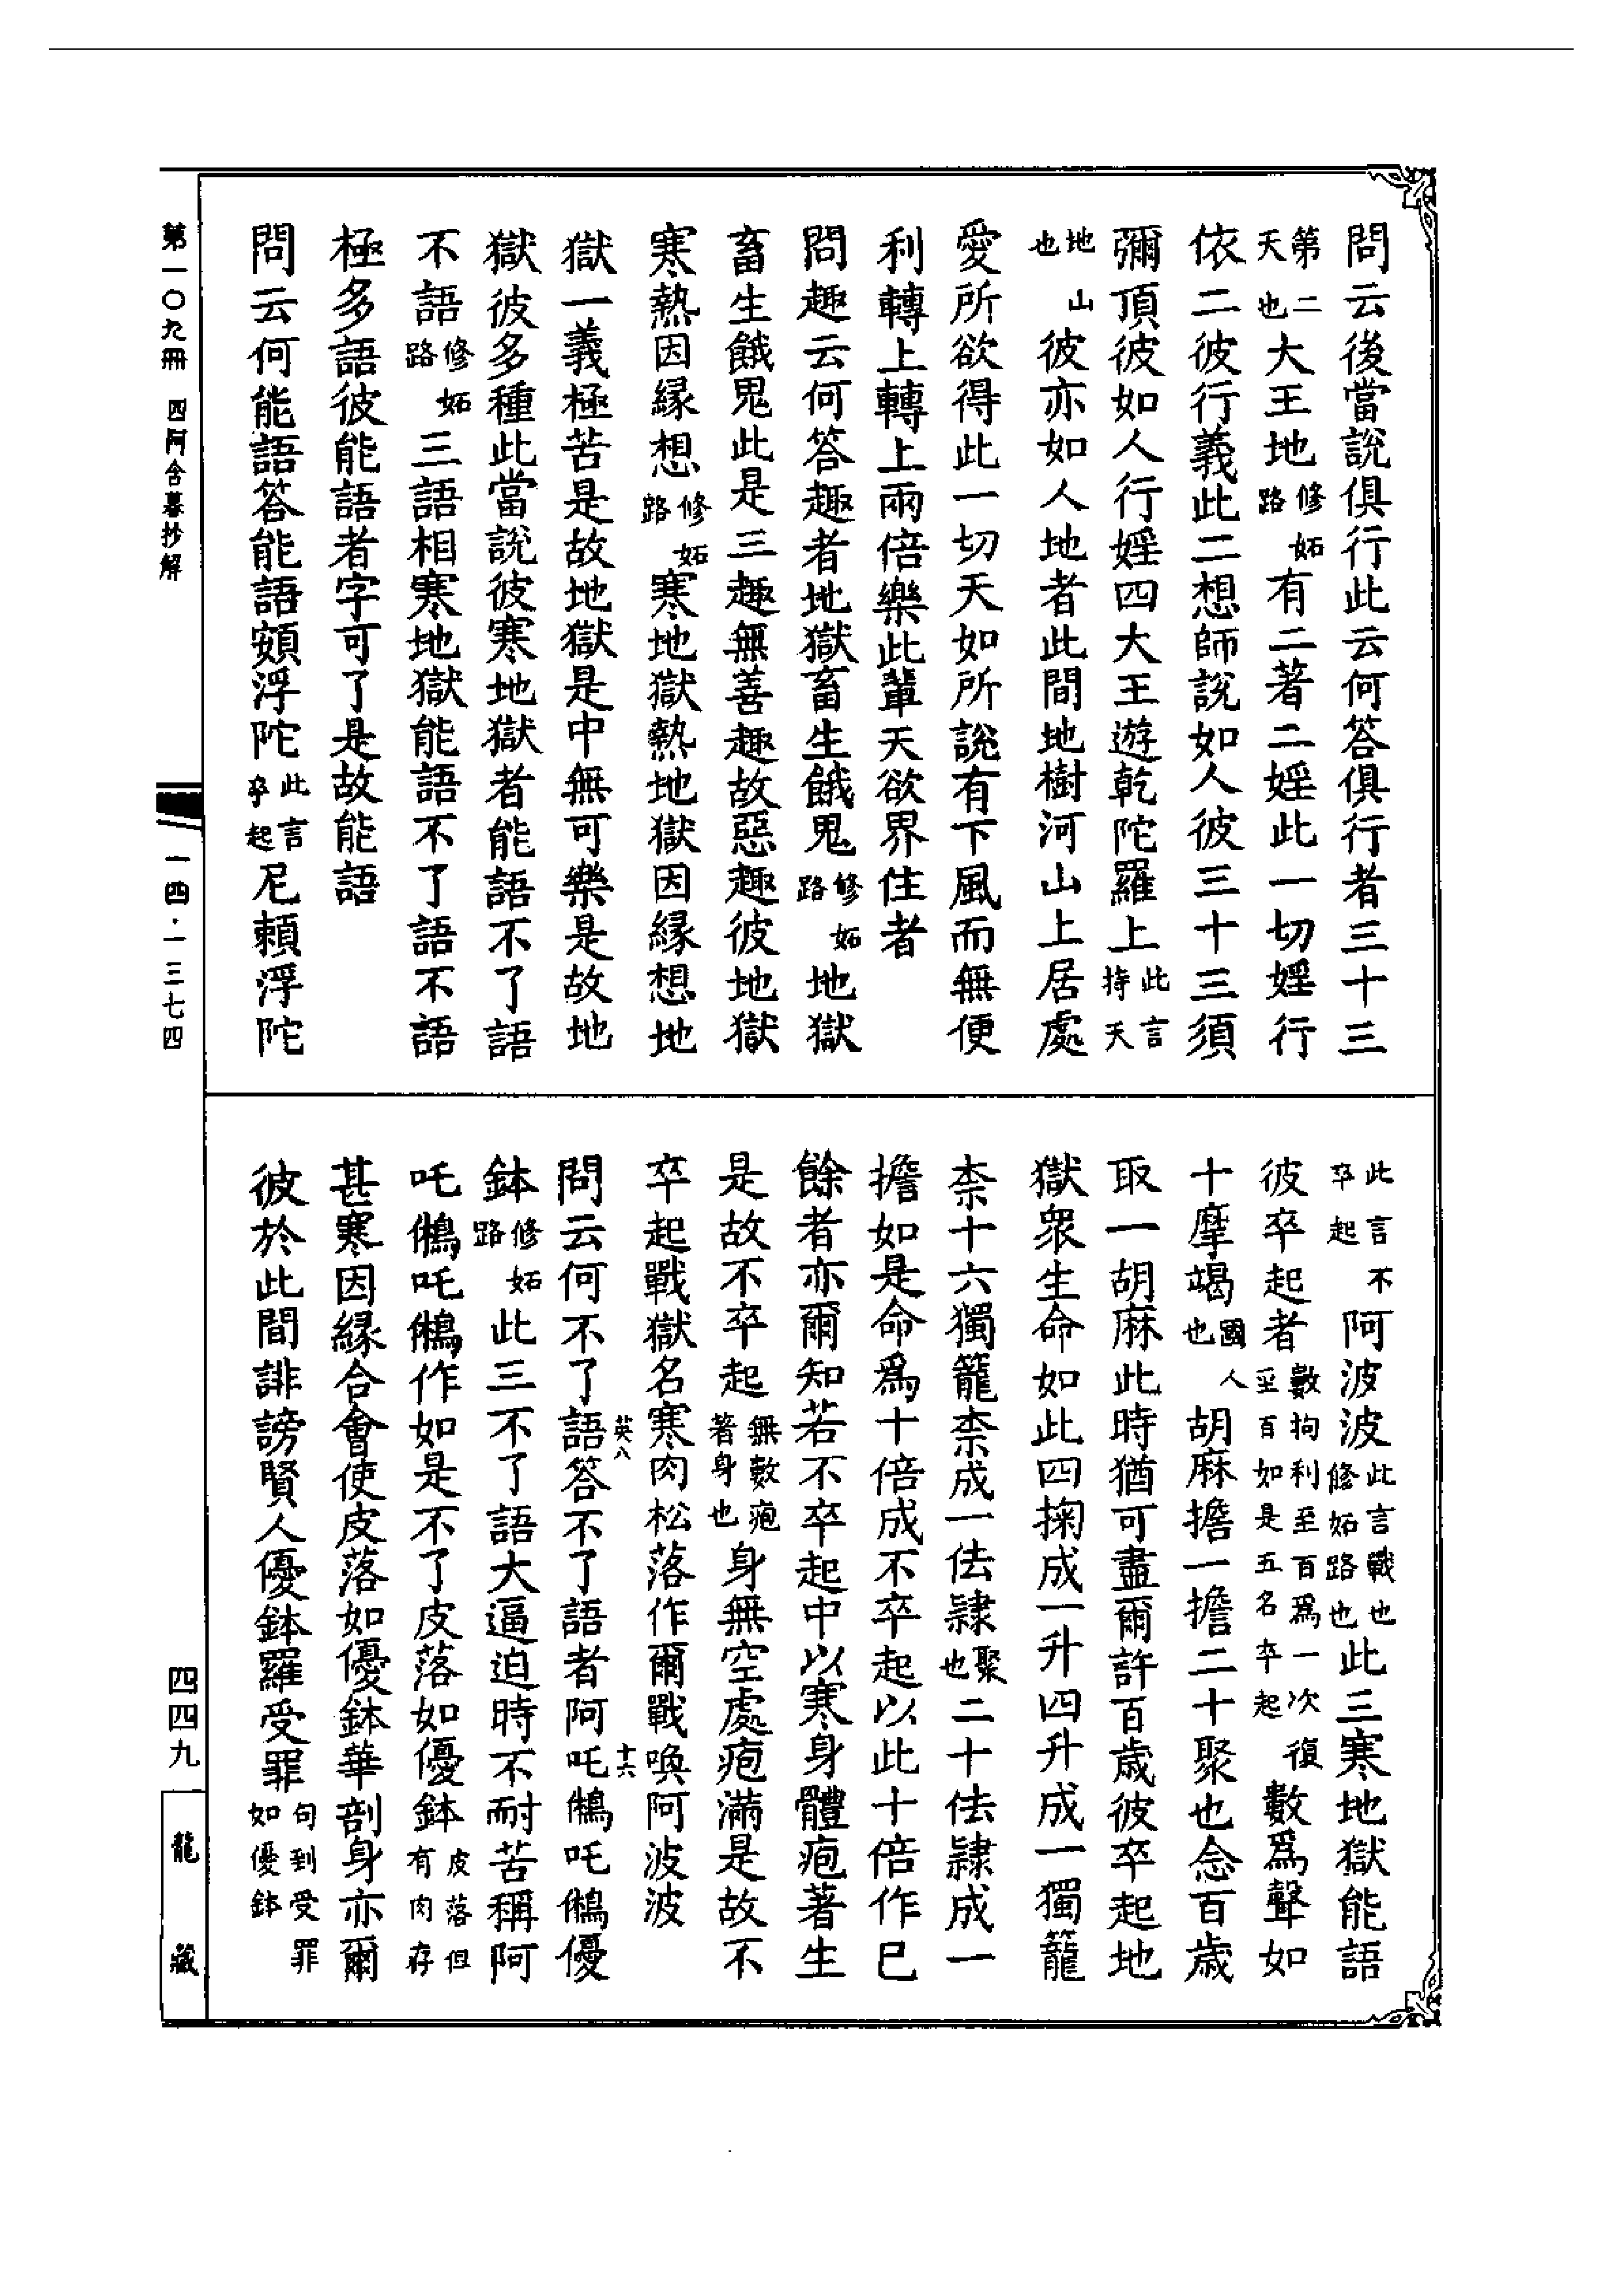 問云後當說俱行此云何答俱行者三十三
第二天也大王地修妬路有二著二婬此一切婬行
依二彼行義此二想師說如人彼三十三須
彌頂彼如人行婬四大王遊乾陀羅上此言持天
地山也彼亦如人地者此間地樹河山上居處
愛所欲得此一切天如所說有下風而無便
利轉上轉上兩倍樂此輩天欲界住者
問趣云何答趣者地獄畜生餓鬼修妬路地獄
畜生餓鬼此是三趣無善趣故惡趣彼地獄
寒熱因緣想修妬路寒地獄熱地獄因緣想地
獄一義極苦是故地獄是中無可樂是故地
獄彼多種此當說彼寒地獄者能語不了語
不語修妬路三語相寒地獄能語不了語不語
極多語彼能語者字可了是故能語
問云何能語答能語頞浮陀此言卒起尼賴浮陀
此言不卒起阿波波此言戰也修妬路也此三寒地獄能語
彼卒起者數拘利至百爲一次復至百如是五名卒起數爲聲如
十摩竭國人也胡麻擔一擔二十聚也念百歲
取一胡麻此時猶可盡爾許百歲彼卒起地
獄眾生命如此四掬成一升四升成一獨籠
柰十六獨籠柰成一佉隸聚也二十佉隸成一
擔如是命爲十倍成不卒起以此十倍作已
餘者亦爾知若不卒起中以寒身體疱著生
是故不卒起無數疱著身也身無空處疱滿是故不
卒起戰獄名寒肉松落作爾戰喚阿波波
問云何不了語答不了語者阿吒鵂吒鵂優
鉢修妬路此三不了語大逼迫時不耐苦稱阿
吒鵂吒鵂作如是不了皮落如優鉢皮落但有肉存
甚寒因緣合會使皮落如優鉢華剖身亦爾
彼於此間誹謗賢人優鉢羅受罪句到受罪如優鉢
英八
十六
第一〇九冊 四阿含暮抄解
一四·一三七四
四四九
龍藏